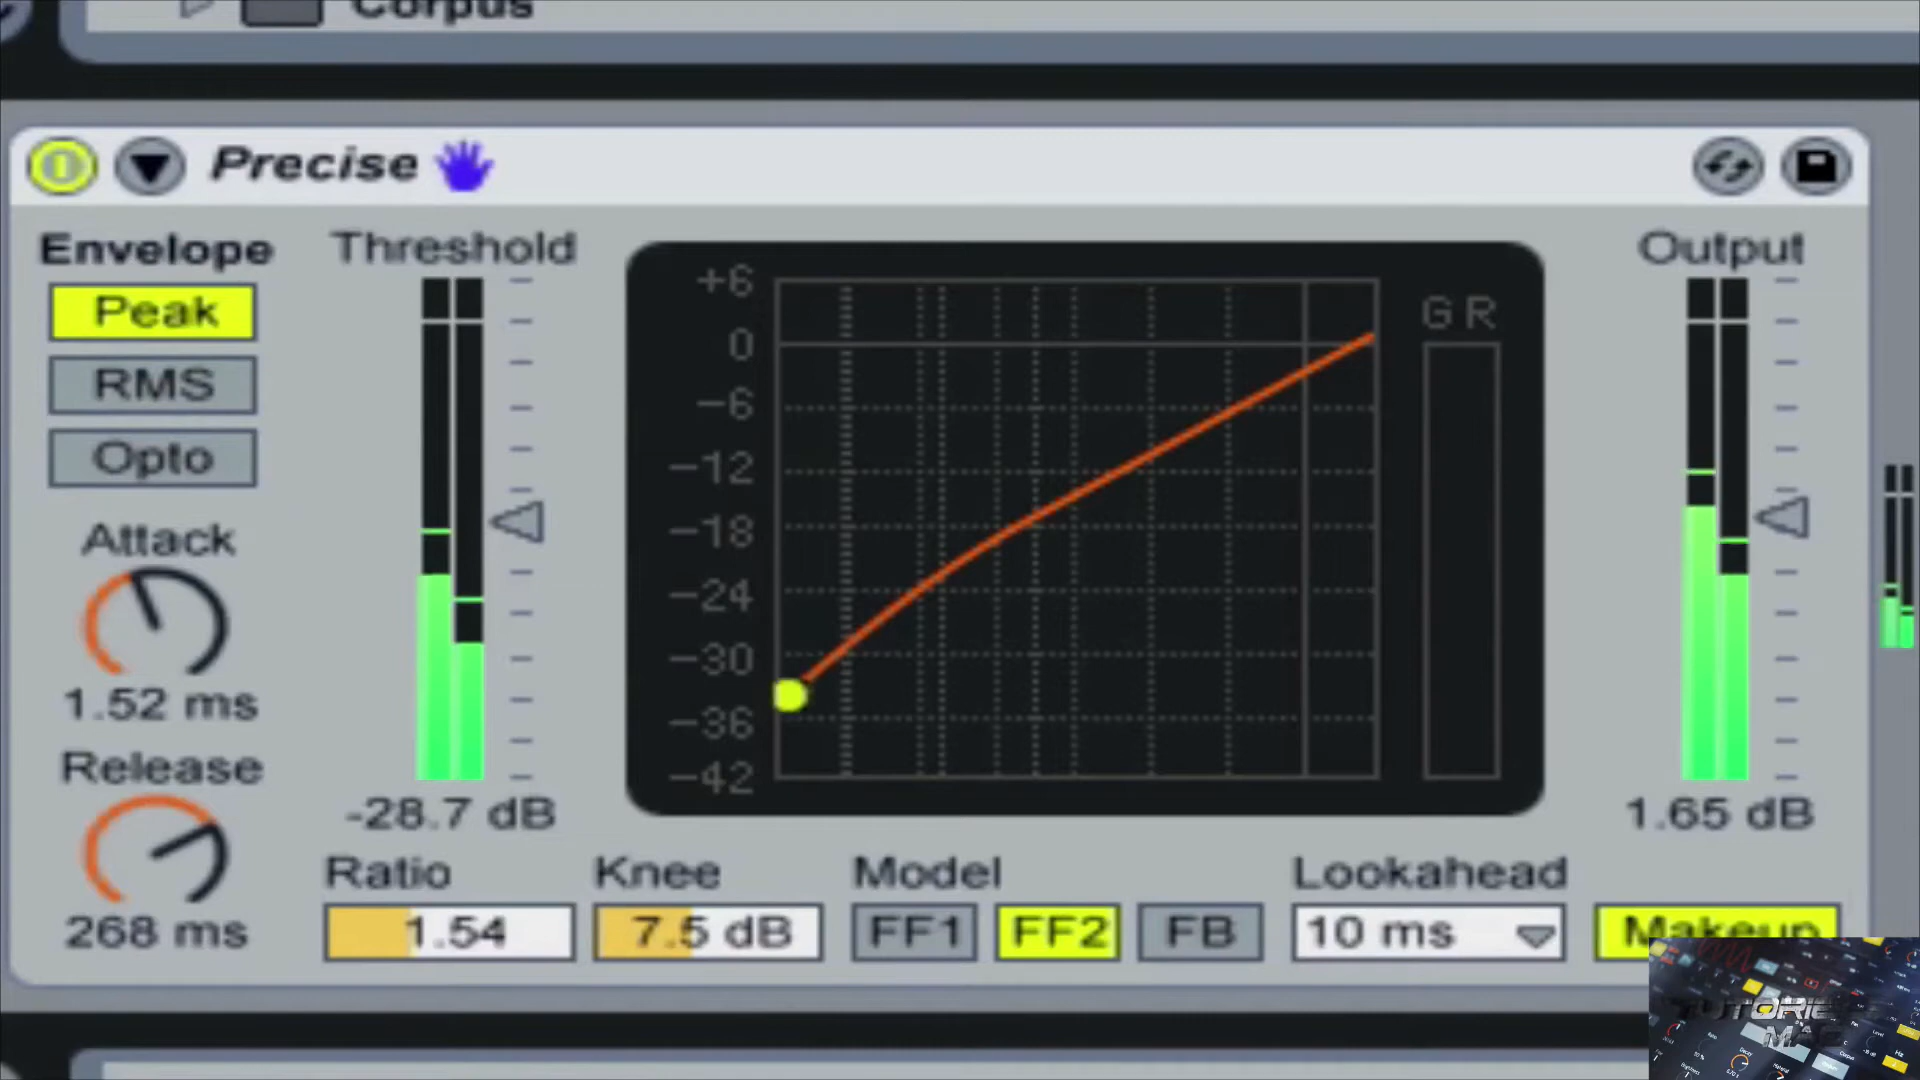 Corpus
Precise
Envelope
Threshold
Output
Peak
RMS
Opto
Attack
1.52 ms
Release
268 ms
+6
0
−6
−12
−18
−24
−30
−36
−42
GR
-28.7 dB
1.65 dB
Ratio
Knee
Model
Lookahead
1.54
7.5 dB
FF1
FF2
FB
10 ms
Makeup